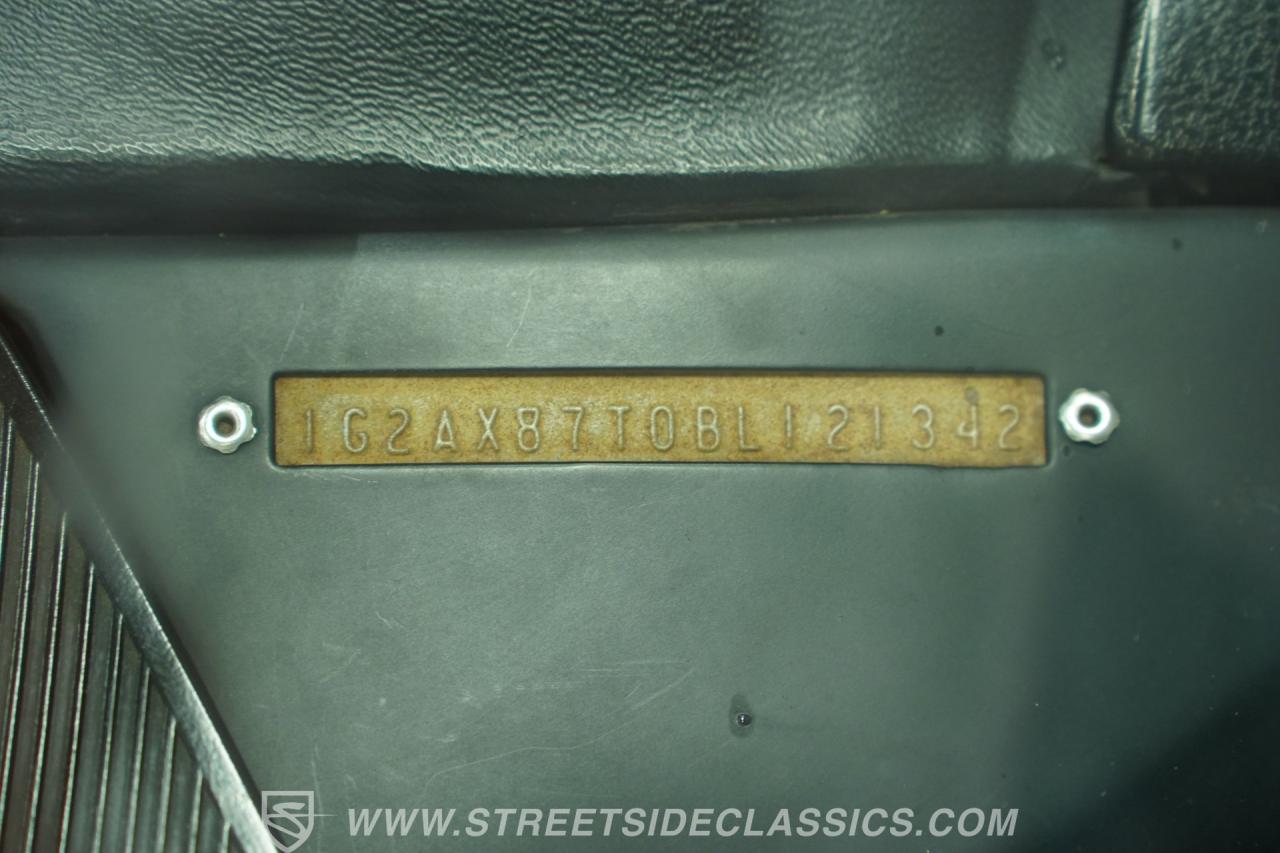 1G2AX87T0BL121342
WWW.STREETSIDECLASSICS.COM